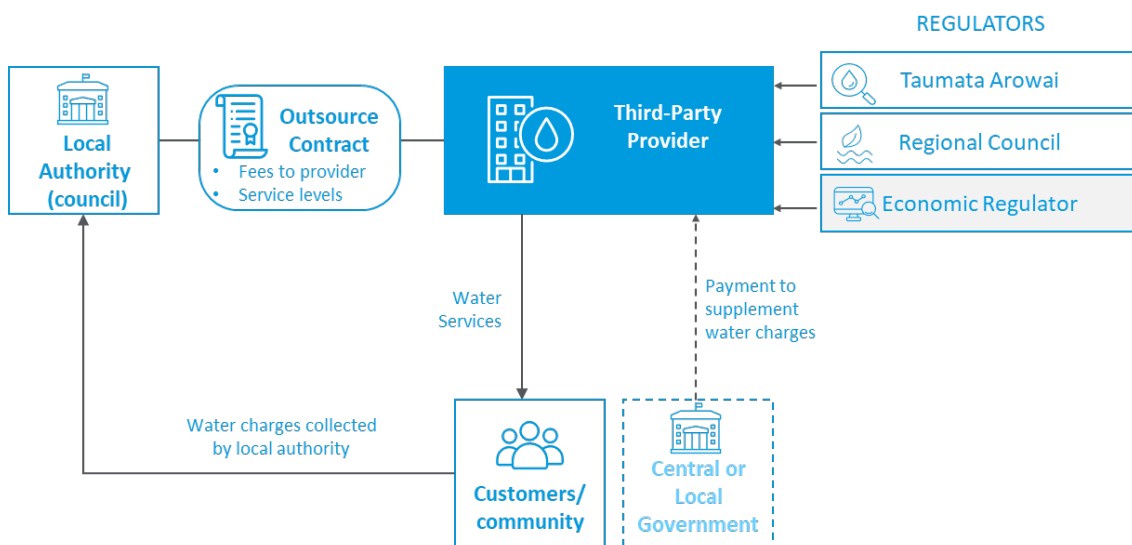 REGULATORS
Taumata Arowai
Regional Council
Economic Regulator
Local
Authority
(council)
Outsource
Contract
• Fees to provider
• Service levels
Third-Party
Provider
Water
Services
Payment to
supplement
water charges
Water charges collected
by local authority
Customers/
community
Central or
Local
Government